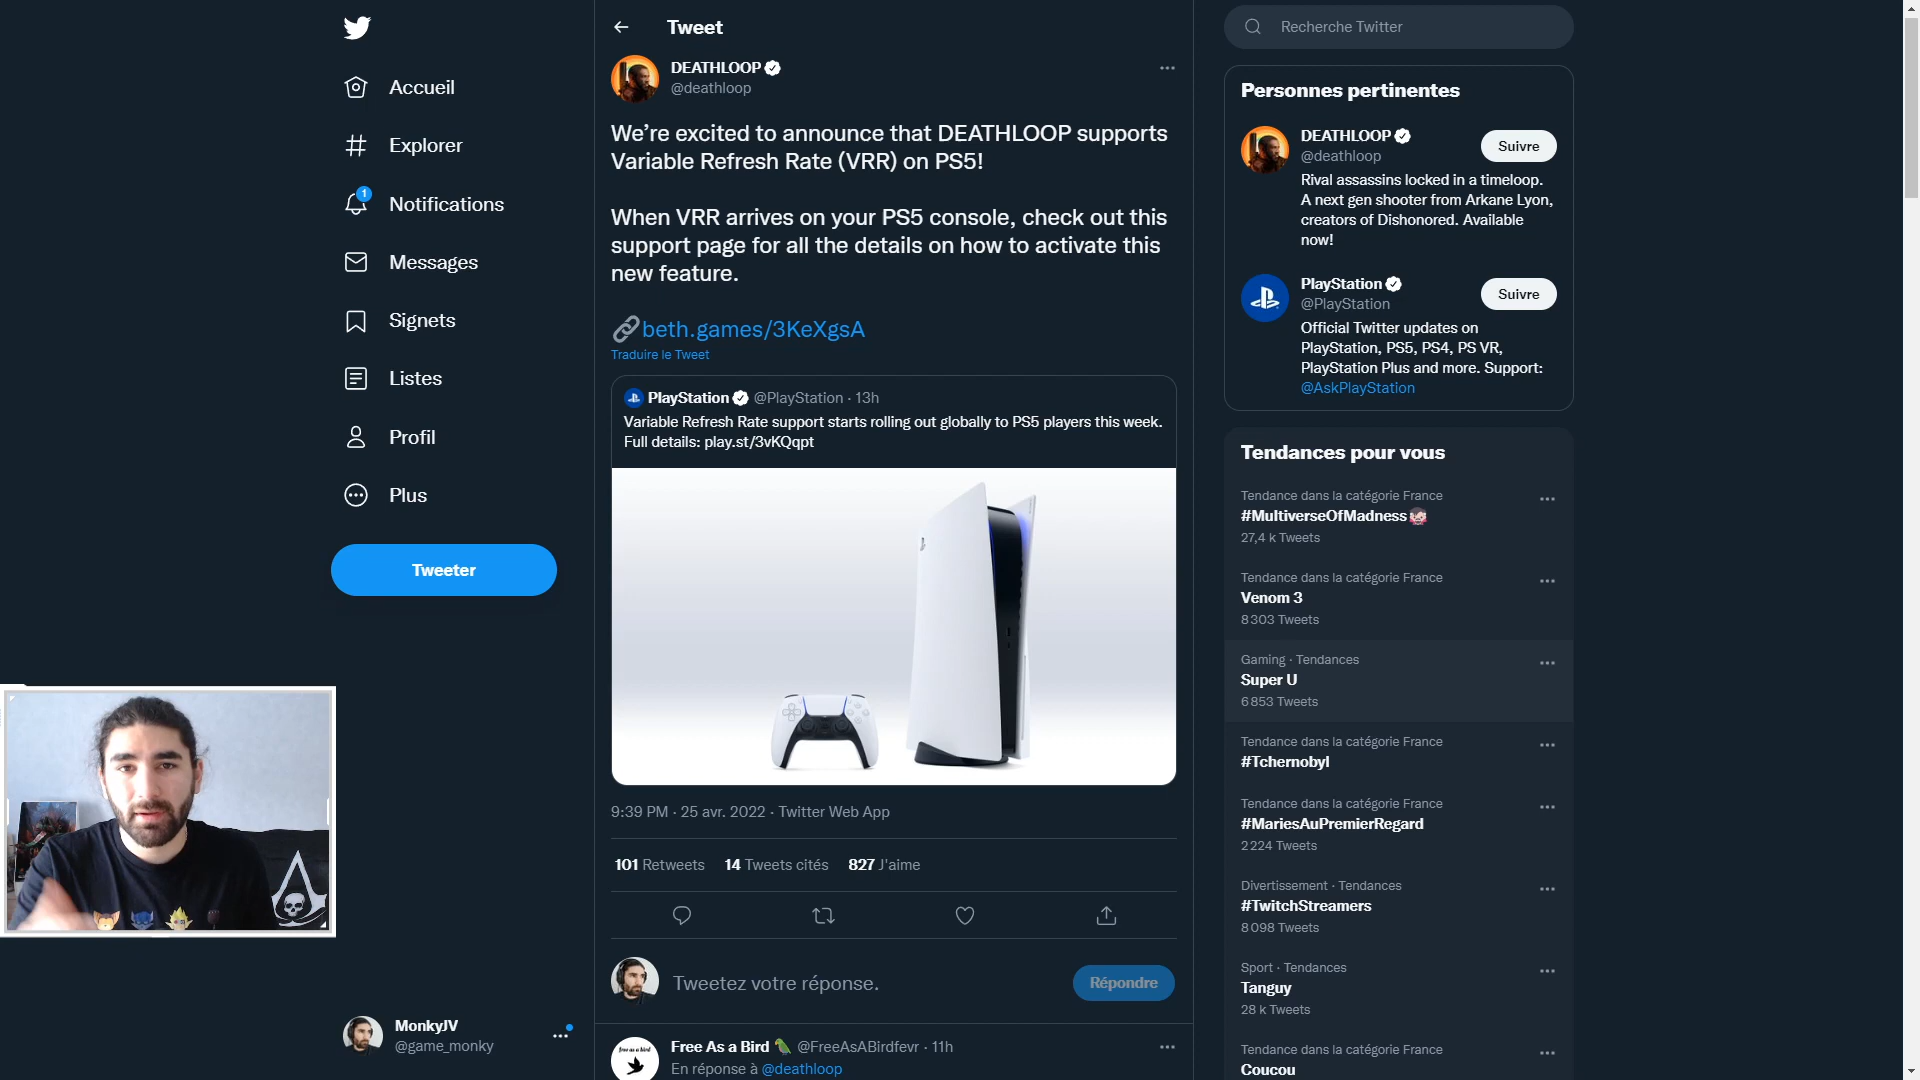 Accueil
Explorer
1
Notifications
Messages
Signets
Listes
Profil
Plus
Tweeter
MonkyJV
@game_monky
Tweet
DEATHLOOP
@deathloop
We’re excited to announce that DEATHLOOP supports
Variable Refresh Rate (VRR) on PS5!
When VRR arrives on your PS5 console, check out this
support page for all the details on how to activate this
new feature.
beth.games/3KeXgsA
Traduire le Tweet
PlayStation @PlayStation · 13h
Variable Refresh Rate support starts rolling out globally to PS5 players this week.
Full details: play.st/3vKQqpt
9:39 PM · 25 avr. 2022 · Twitter Web App
101 Retweets 14 Tweets cités 827 J'aime
Tweetez votre réponse.
Répondre
free as a bird
Free As a Bird @FreeAsABirdfevr · 11h
En réponse à @deathloop
Recherche Twitter
Personnes pertinentes
DEATHLOOP
@deathloop
Suivre
Rival assassins locked in a timeloop.
A next gen shooter from Arkane Lyon,
creators of Dishonored. Available
now!
PlayStation
@PlayStation
Suivre
Official Twitter updates on
PlayStation, PS5, PS4, PS VR,
PlayStation Plus and more. Support:
@AskPlayStation
Tendances pour vous
Tendance dans la catégorie France
#MultiverseOfMadness
27,4 k Tweets
Tendance dans la catégorie France
Venom 3
8 303 Tweets
Gaming · Tendances
Super U
6 853 Tweets
Tendance dans la catégorie France
#Tchernobyl
Tendance dans la catégorie France
#MariesAuPremierRegard
2 224 Tweets
Divertissement · Tendances
#TwitchStreamers
8 098 Tweets
Sport · Tendances
Tanguy
28 k Tweets
Tendance dans la catégorie France
Coucou